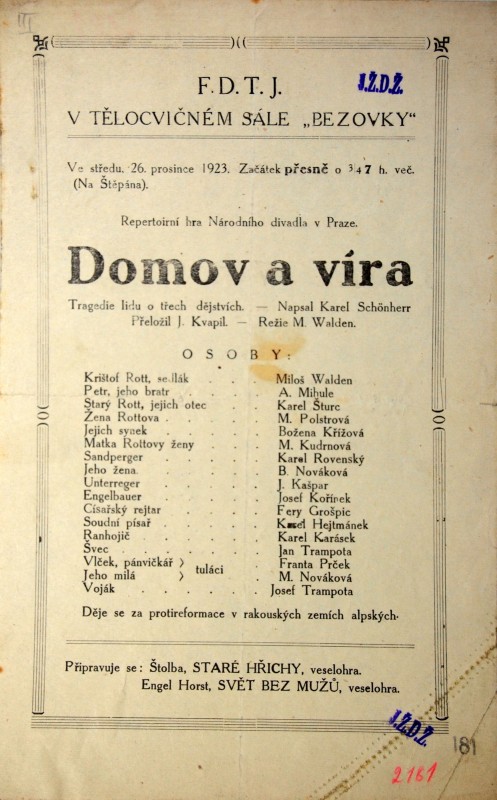 III
F. D. T. J.
J.Ž.D.Ž.
V TĚLOCVIČNÉM SÁLE „BEZOVKY“
Ve středu. 26. prosince 1923. Začátek přesně o ¾7 h. več.
(Na Štěpána).
Repertoirní hra Národního divadla v Praze.
Domov a víra
Tragedie lidu o třech dějstvích. — Napsal Karel Schönherr
Přeložil J. Kvapil. — Režie M. Walden.
OSOBY:
Krištof Rott, sedlák . . . Miloš Walden
Petr, jeho bratr . . . . A. Mihule
Starý Rott, jejich otec . . . Karel Šturc
Žena Rottova . . . . . M. Polstrová
Jejich synek . . . . . Božena Křížová
Matka Rottovy ženy . . . . M. Kudrnová
Sandperger . . . . . Karel Rovenský
Jeho žena . . . . . B. Nováková
Unterreger . . . . . J. Kašpar
Engelbauer . . . . . Josef Kořínek
Císařský rejtar . . . . Fery Grošpic
Soudní písař . . . . . Karel Hejtmánek
Ranhojič . . . . . Karel Karásek
Švec . . . . . . Jan Trampota
Vlček, pánvičkář } tuláci . Franta Prček
Jeho milá } . M. Nováková
Voják . . . . . . Josef Trampota
Děje se za protireformace v rakouských zemích alpských.
Připravuje se: Štolba, STARÉ HŘICHY, veselohra.
Engel Horst, SVĚT BEZ MUŽŮ, veselohra.
J.Ž.D.Ž.
181
2161